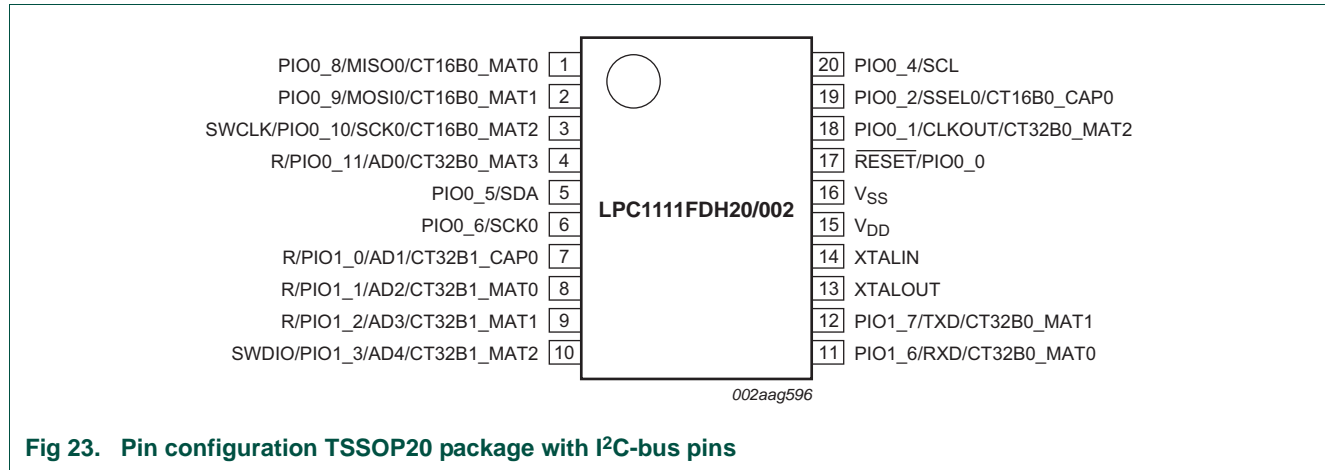 PIO0_8/MISO0/CT16B0_MAT0 1
PIO0_9/MOSI0/CT16B0_MAT1 2
SWCLK/PIO0_10/SCK0/CT16B0_MAT2 3
R/PIO0_11/AD0/CT32B0_MAT3 4
PIO0_5/SDA 5
PIO0_6/SCK0 6
R/PIO1_0/AD1/CT32B1_CAP0 7
R/PIO1_1/AD2/CT32B1_MAT0 8
R/PIO1_2/AD3/CT32B1_MAT1 9
SWDIO/PIO1_3/AD4/CT32B1_MAT2 10
LPC1111FDH20/002
20 PIO0_4/SCL
19 PIO0_2/SSEL0/CT16B0_CAP0
18 PIO0_1/CLKOUT/CT32B0_MAT2
17 RESET/PIO0_0
16 VSS
15 VDD
14 XTALIN
13 XTALOUT
12 PIO1_7/TXD/CT32B0_MAT1
11 PIO1_6/RXD/CT32B0_MAT0
002aag596
Fig 23. Pin configuration TSSOP20 package with I²C-bus pins